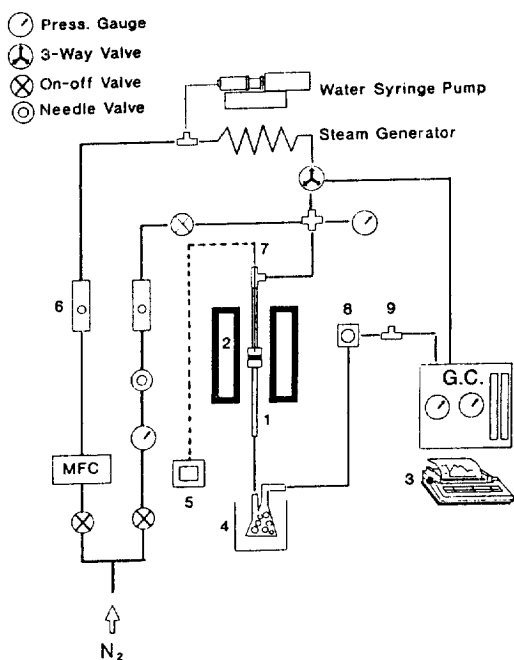 Press. Gauge
3-Way Valve
On-off Valve
Needle Valve
Water Syringe Pump
Steam Generator
7
6
2
8
9
G.C.
1
MFC
3
5
4
N₂